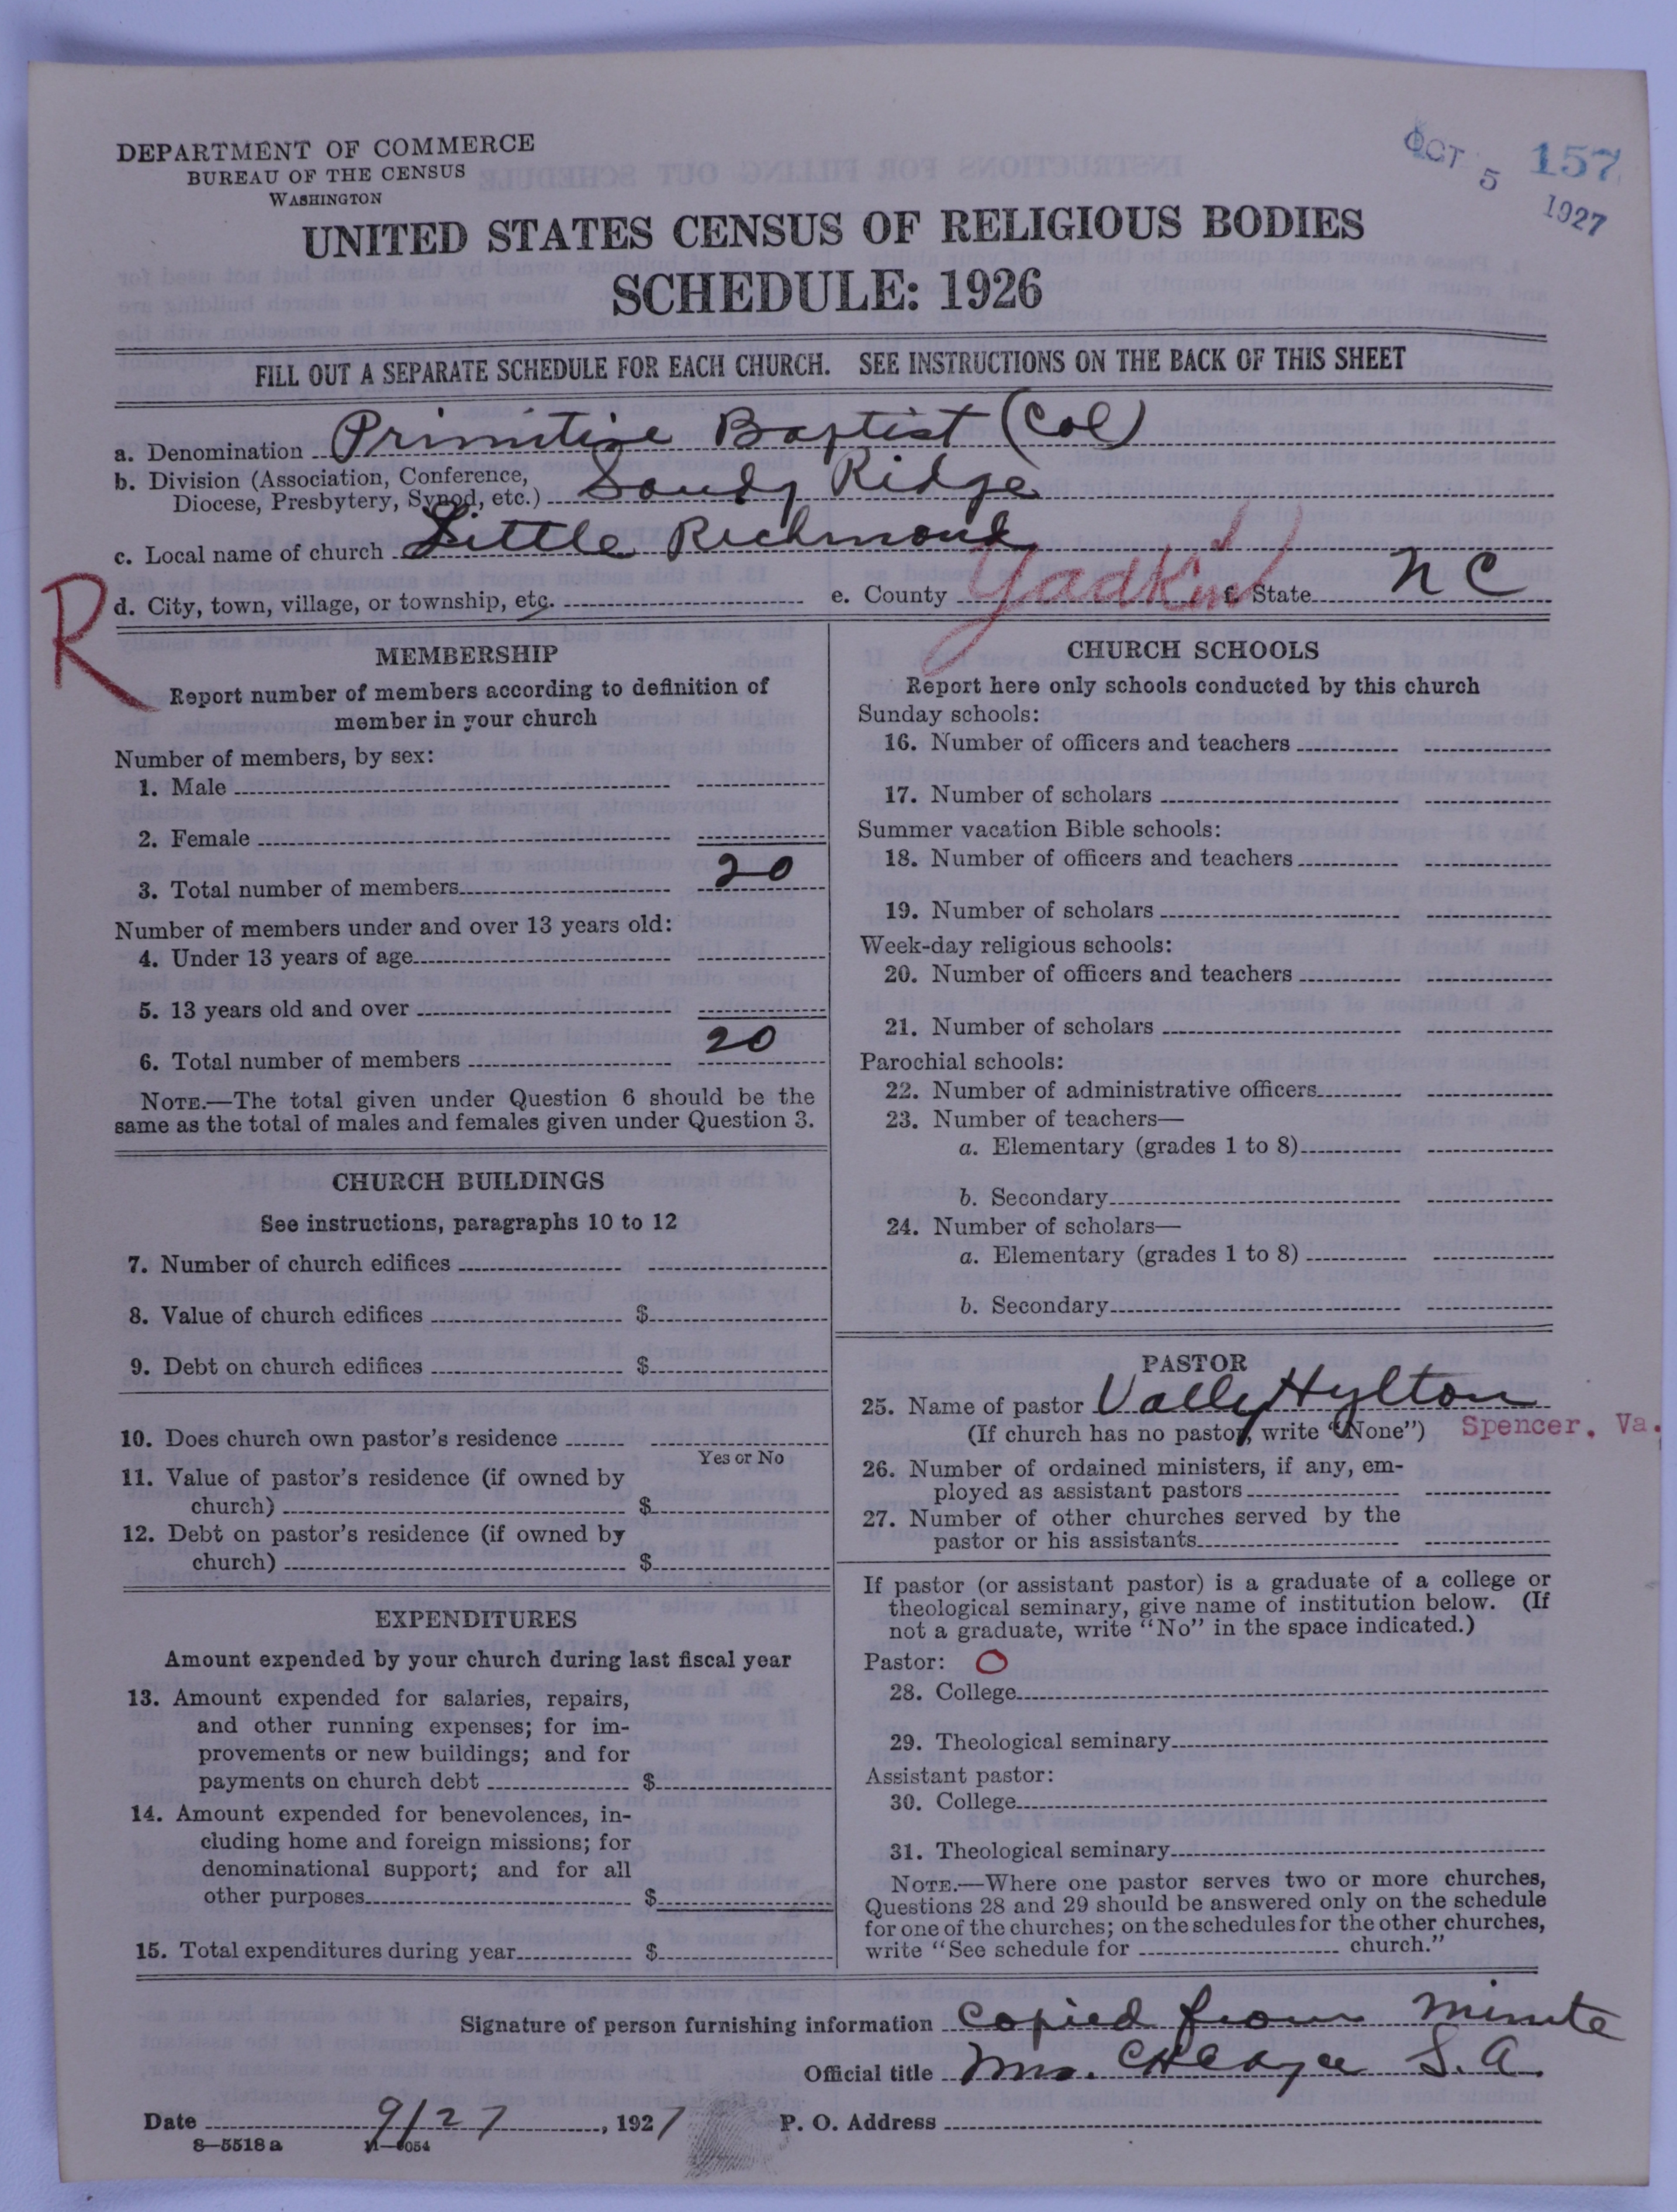 DEPARTMENT OF COMMERCE
BUREAU OF THE CENSUS
WASHINGTON
OCT 5 1927
157
UNITED STATES CENSUS OF RELIGIOUS BODIES
SCHEDULE: 1926
FILL OUT A SEPARATE SCHEDULE FOR EACH CHURCH. SEE INSTRUCTIONS ON THE BACK OF THIS SHEET
a. Denomination Primitive Baptist (Col)
b. Division (Association, Conference,
Diocese, Presbytery, Synod, etc.) Sandy Ridge
c. Local name of church Little Richmond
R
d. City, town, village, or township, etc. e. County Yadkin f. State NC
MEMBERSHIP
Report number of members according to definition of
member in your church
Number of members, by sex:
1. Male
2. Female
3. Total number of members 20
Number of members under and over 13 years old:
4. Under 13 years of age
5. 13 years old and over
6. Total number of members 20
NOTE.—The total given under Question 6 should be the
same as the total of males and females given under Question 3.
CHURCH BUILDINGS
See instructions, paragraphs 10 to 12
7. Number of church edifices
8. Value of church edifices $
9. Debt on church edifices $
10. Does church own pastor's residence
Yes or No
11. Value of pastor's residence (if owned by
church) $
12. Debt on pastor's residence (if owned by
church) $
EXPENDITURES
Amount expended by your church during last fiscal year
13. Amount expended for salaries, repairs,
and other running expenses; for im-
provements or new buildings; and for
payments on church debt $
14. Amount expended for benevolences, in-
cluding home and foreign missions; for
denominational support; and for all
other purposes $
15. Total expenditures during year $
CHURCH SCHOOLS
Report here only schools conducted by this church
Sunday schools:
16. Number of officers and teachers
17. Number of scholars
Summer vacation Bible schools:
18. Number of officers and teachers
19. Number of scholars
Week-day religious schools:
20. Number of officers and teachers
21. Number of scholars
Parochial schools:
22. Number of administrative officers
23. Number of teachers—
a. Elementary (grades 1 to 8)
b. Secondary
24. Number of scholars—
a. Elementary (grades 1 to 8)
b. Secondary
PASTOR
25. Name of pastor Vally Hylton
(If church has no pastor, write "None") Spencer, Va.
26. Number of ordained ministers, if any, em-
ployed as assistant pastors
27. Number of other churches served by the
pastor or his assistants
If pastor (or assistant pastor) is a graduate of a college or
theological seminary, give name of institution below. (If
not a graduate, write "No" in the space indicated.)
Pastor: O
28. College
29. Theological seminary
Assistant pastor:
30. College
31. Theological seminary
NOTE.—Where one pastor serves two or more churches,
Questions 28 and 29 should be answered only on the schedule
for one of the churches; on the schedules for the other churches,
write "See schedule for church."
Signature of person furnishing information copied from minute
Official title Mrs. S.A.
Date 9/27, 1927 P. O. Address
8—5518 a 11—9054